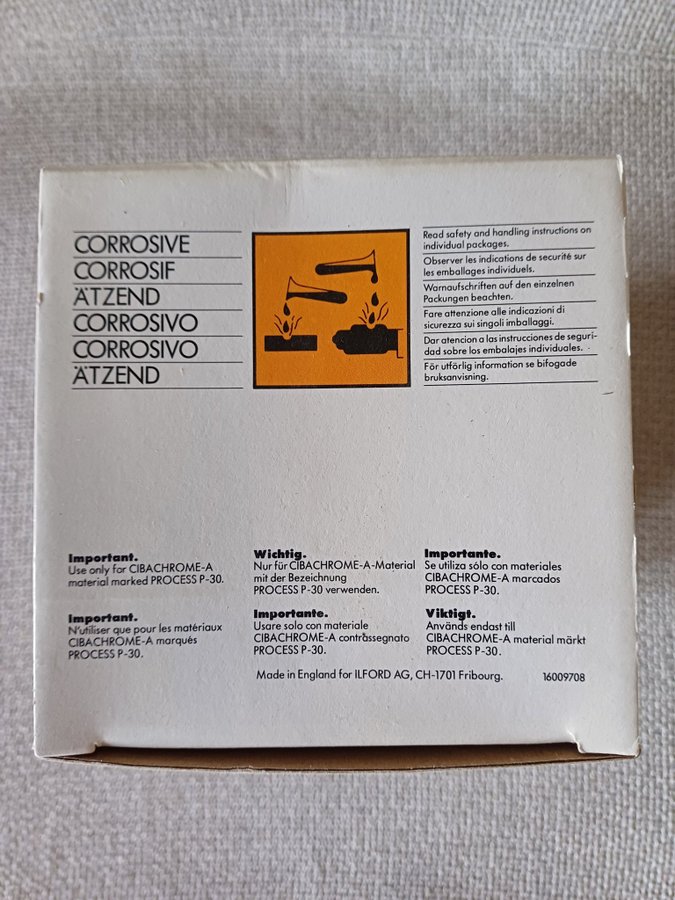 CORROSIVE
CORROSIF
ÄTZEND
CORROSIVO
CORROSIVO
ÄTZEND
Read safety and handling instructions on
individual packages.
Observer les indications de securité sur
les emballages individuels.
Warnaufschriften auf den einzelnen
Packungen beachten.
Fare attenzione alle indicazioni di
sicurezza sui singoli imballaggi.
Dar atencion a las instrucciones de seguri-
dad sobre los embalajes individuales.
För utförlig information se bifogade
bruksanvisning.
Important.
Use only for CIBACHROME-A
material marked PROCESS P-30.
Wichtig.
Nur für CIBACHROME-A-Material
mit der Bezeichnung
PROCESS P-30 verwenden.
Importante.
Se utiliza sólo con materiales
CIBACHROME-A marcados
PROCESS P-30.
Important.
N'utiliser que pour les matériaux
CIBACHROME-A marqués
PROCESS P-30.
Importante.
Usare solo con materiale
CIBACHROME-A contrassegnato
PROCESS P-30.
Viktigt.
Används endast till
CIBACHROME-A material märkt
PROCESS P-30.
Made in England for ILFORD AG, CH-1701 Fribourg.
16009708